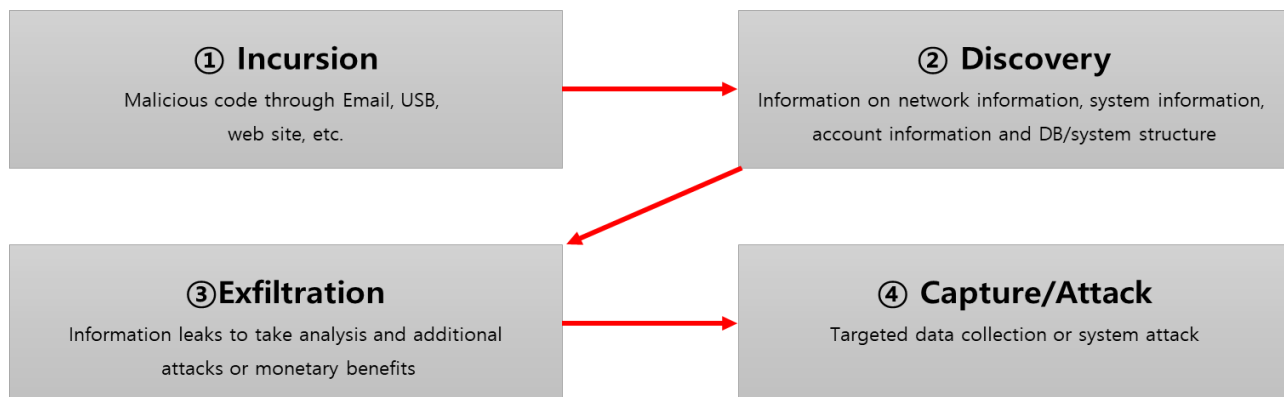 ① Incursion
Malicious code through Email, USB,
web site, etc.
② Discovery
Information on network information, system information,
account information and DB/system structure
③Exfiltration
Information leaks to take analysis and additional
attacks or monetary benefits
④ Capture/Attack
Targeted data collection or system attack